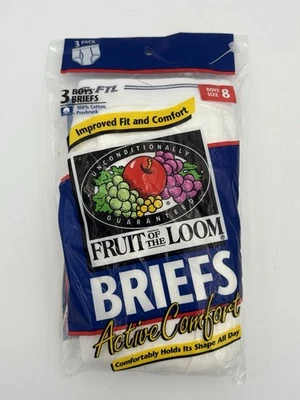 3 PACK
3 BOYS' FTL
BRIEFS
100% Cotton,
Preshrunk
BOYS'
SIZE 8
Improved Fit and Comfort
UNCONDITIONALLY
GUARANTEED
FRUIT OF THE LOOM
BRIEFS
Active Comfort
Comfortably Holds Its Shape All Day